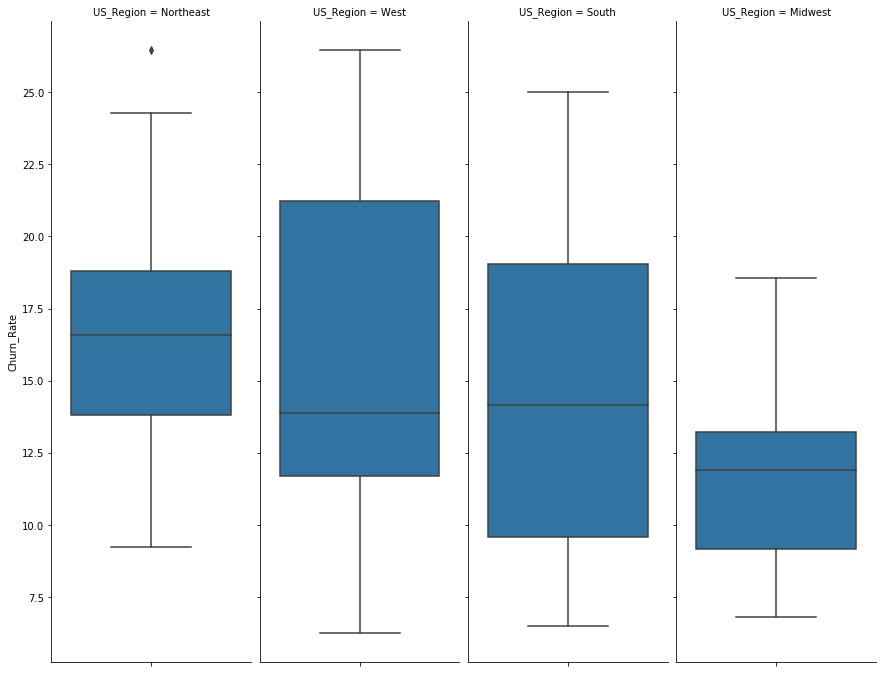 US_Region = Northeast
US_Region = West
US_Region = South
US_Region = Midwest
25.0
22.5
20.0
17.5
15.0
12.5
10.0
7.5
Churn_Rate